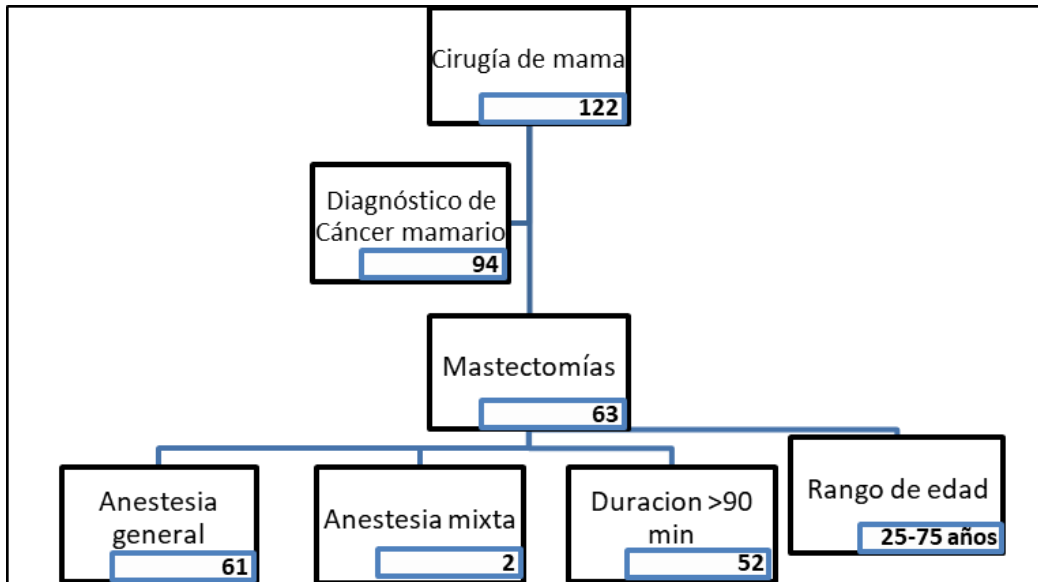 Cirugía de mama
122
Diagnóstico de
Cáncer mamario
94
Mastectomías
63
Anestesia
general
61
Anestesia mixta
2
Duracion >90
min
52
Rango de edad
25-75 años